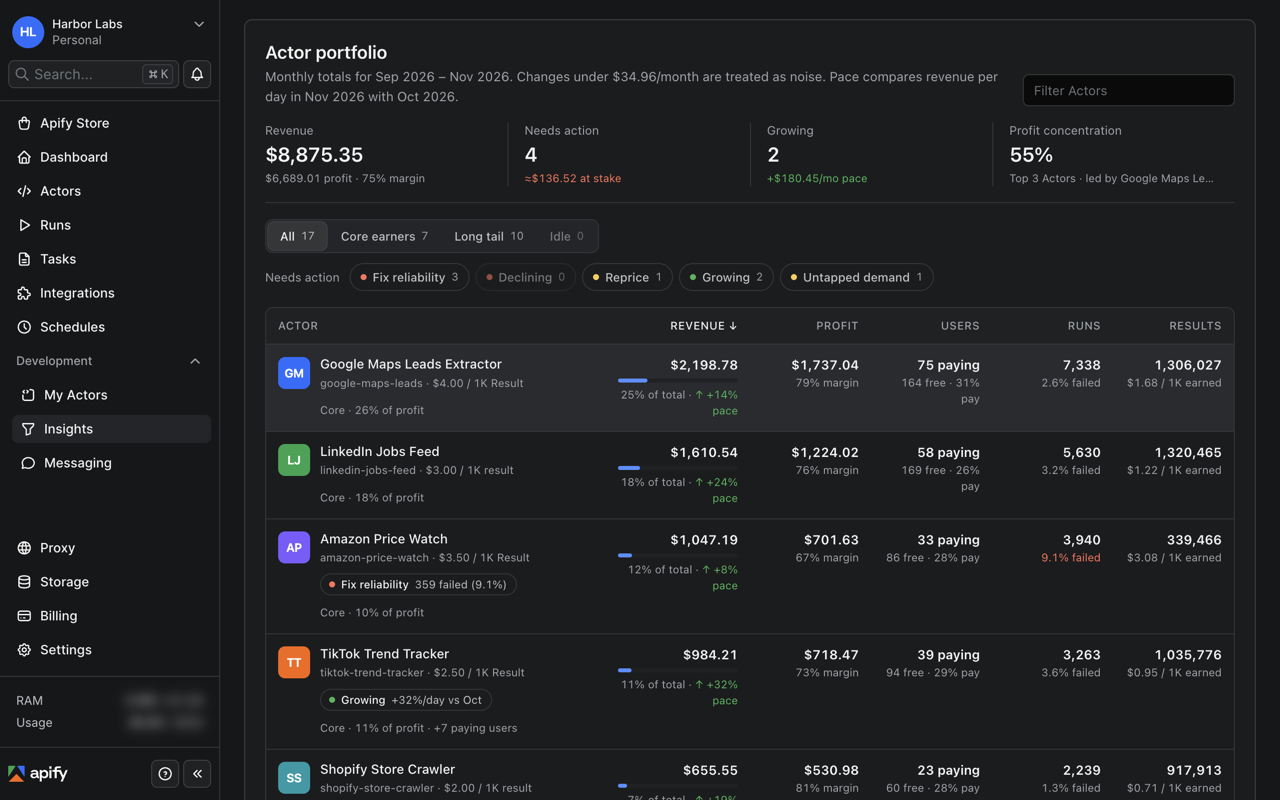 HL
Harbor Labs
Personal
Search...
⌘ K
Apify Store
Dashboard
Actors
Runs
Tasks
Integrations
Schedules
Development
My Actors
Insights
Messaging
Proxy
Storage
Billing
Settings
RAM
Usage
apify
Actor portfolio
Monthly totals for Sep 2026 – Nov 2026. Changes under $34.96/month are treated as noise. Pace compares revenue per
day in Nov 2026 with Oct 2026.
Filter Actors
Revenue
$8,875.35
$6,689.01 profit · 75% margin
Needs action
4
≈$136.52 at stake
Growing
2
+$180.45/mo pace
Profit concentration
55%
Top 3 Actors · led by Google Maps Le...
All 17 Core earners 7 Long tail 10 Idle 0
Needs action Fix reliability 3 Declining 0 Reprice 1 Growing 2 Untapped demand 1
ACTOR REVENUE ↓ PROFIT USERS RUNS RESULTS
GM
Google Maps Leads Extractor
google-maps-leads · $4.00 / 1K Result
Core · 26% of profit
$2,198.78
25% of total · ↑ +14%
pace
$1,737.04
79% margin
75 paying
164 free · 31%
pay
7,338
2.6% failed
1,306,027
$1.68 / 1K earned
LJ
LinkedIn Jobs Feed
linkedin-jobs-feed · $3.00 / 1K result
Core · 18% of profit
$1,610.54
18% of total · ↑ +24%
pace
$1,224.02
76% margin
58 paying
169 free · 26%
pay
5,630
3.2% failed
1,320,465
$1.22 / 1K earned
AP
Amazon Price Watch
amazon-price-watch · $3.50 / 1K Result
Fix reliability 359 failed (9.1%)
Core · 10% of profit
$1,047.19
12% of total · ↑ +8%
pace
$701.63
67% margin
33 paying
86 free · 28% pay
3,940
9.1% failed
339,466
$3.08 / 1K earned
TT
TikTok Trend Tracker
tiktok-trend-tracker · $2.50 / 1K Result
Growing +32%/day vs Oct
Core · 11% of profit · +7 paying users
$984.21
11% of total · ↑ +32%
pace
$718.47
73% margin
39 paying
94 free · 29% pay
3,263
3.6% failed
1,035,776
$0.95 / 1K earned
SS
Shopify Store Crawler
shopify-store-crawler · $2.00 / 1K result
$655.55
7% of total · ↑ +19%
$530.98
81% margin
23 paying
60 free · 28% pay
2,239
1.3% failed
917,913
$0.71 / 1K earned